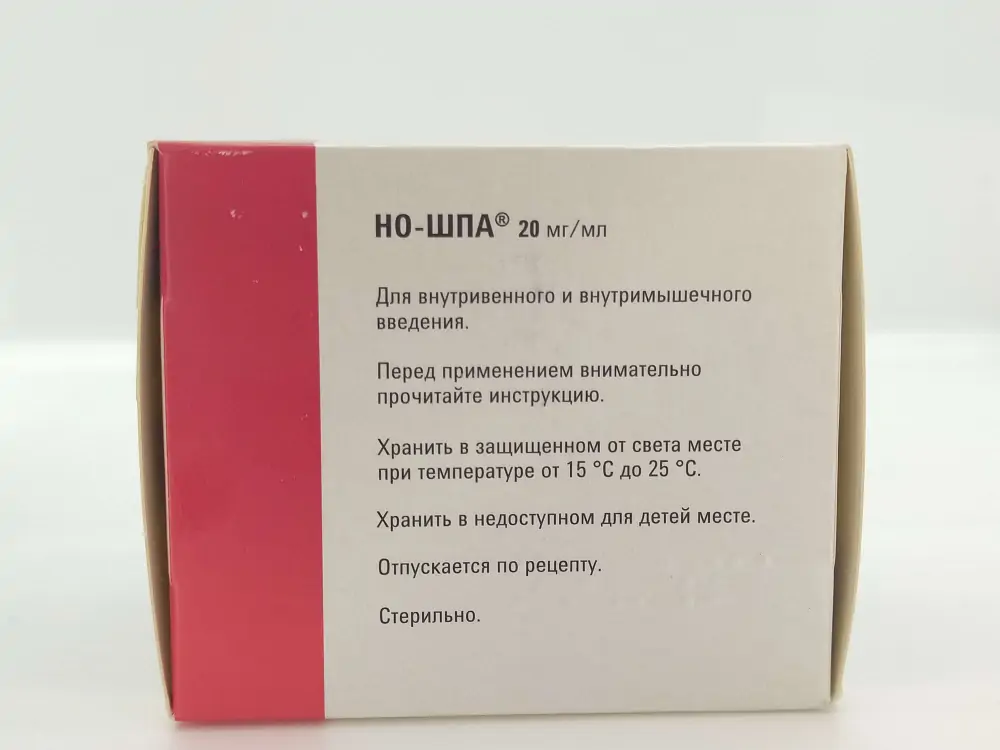 НО-ШПА® 20 мг/мл
Для внутривенного и внутримышечного
введения.
Перед применением внимательно
прочитайте инструкцию.
Хранить в защищенном от света месте
при температуре от 15 °C до 25 °C.
Хранить в недоступном для детей месте.
Отпускается по рецепту.
Стерильно.